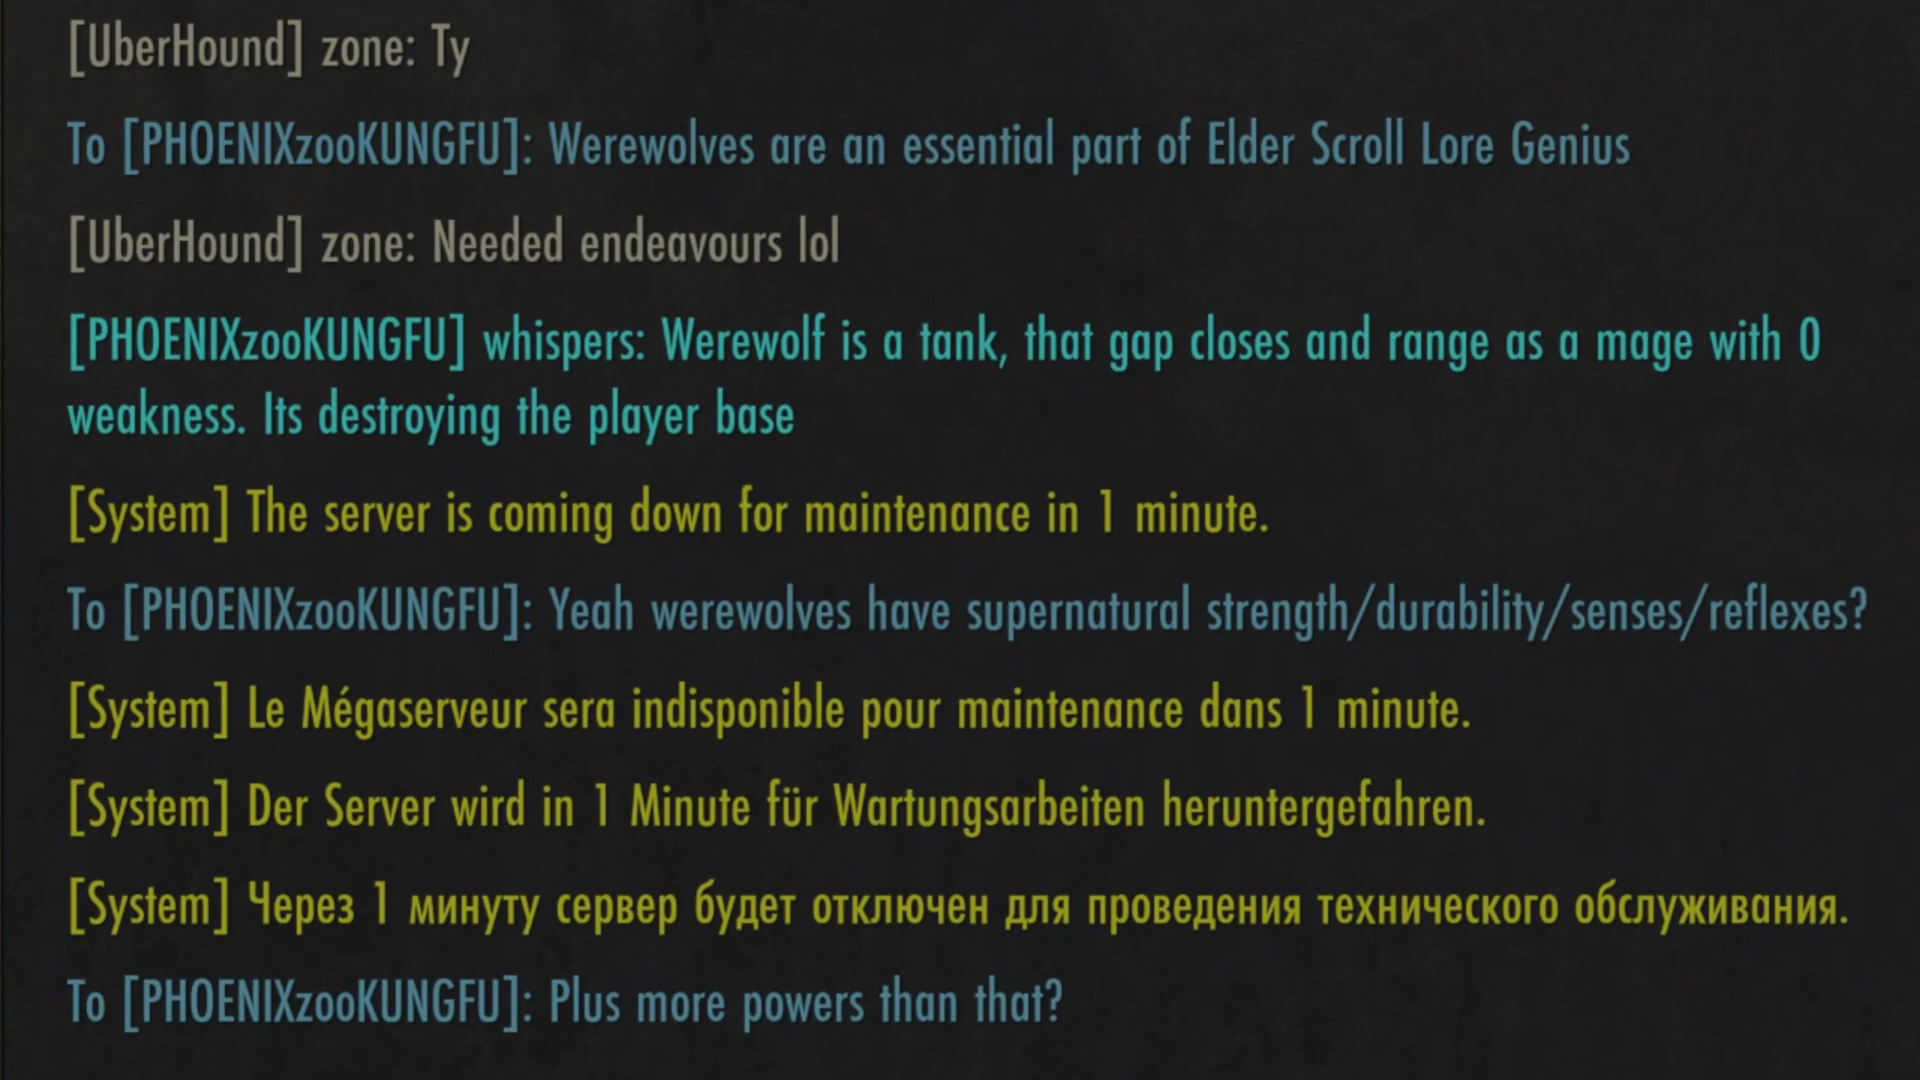 [UberHound] zone: Ty
To [PHOENIXzooKUNGFU]: Werewolves are an essential part of Elder Scroll Lore Genius
[UberHound] zone: Needed endeavours lol
[PHOENIXzooKUNGFU] whispers: Werewolf is a tank, that gap closes and range as a mage with 0
weakness. Its destroying the player base
[System] The server is coming down for maintenance in 1 minute.
To [PHOENIXzooKUNGFU]: Yeah werewolves have supernatural strength/durability/senses/reflexes?
[System] Le Mégaserveur sera indisponible pour maintenance dans 1 minute.
[System] Der Server wird in 1 Minute für Wartungsarbeiten heruntergefahren.
[System] Через 1 минуту сервер будет отключен для проведения технического обслуживания.
To [PHOENIXzooKUNGFU]: Plus more powers than that?